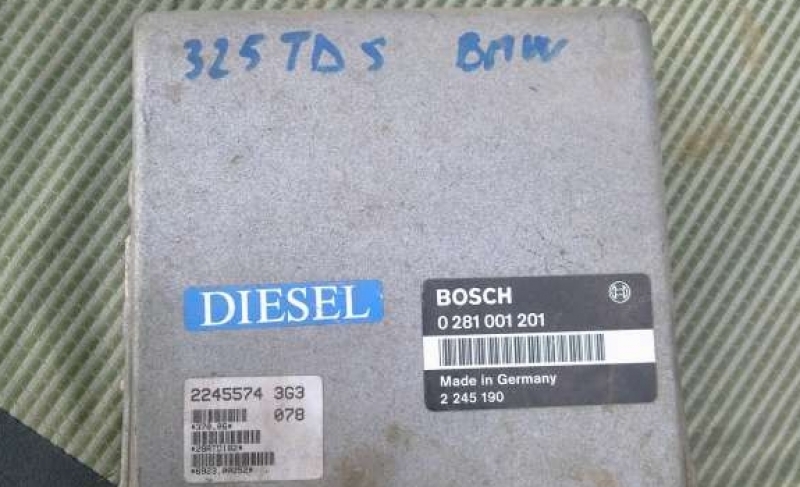 325 TDS BMW
DIESEL
BOSCH
0 281 001 201
Made in Germany
2 245 190
2245574 3G3
078